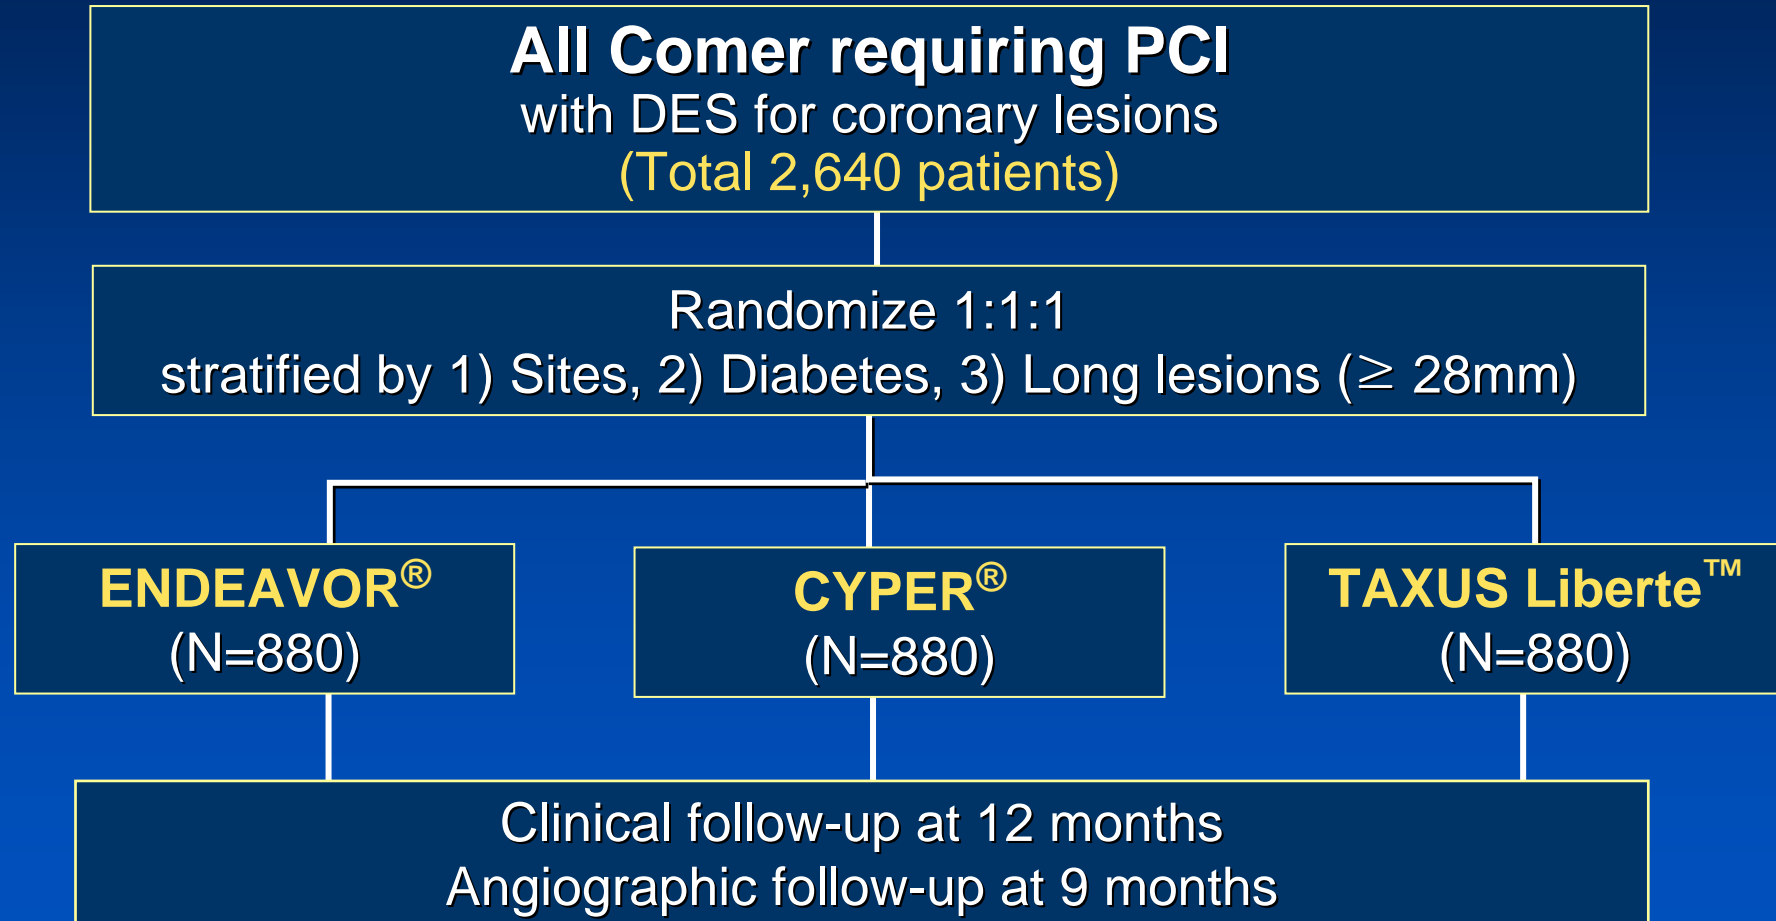 All Comer requiring PCI
with DES for coronary lesions
(Total 2,640 patients)
Randomize 1:1:1
stratified by 1) Sites, 2) Diabetes, 3) Long lesions (≧ 28mm)
ENDEAVOR®
(N=880)
CYPER®
(N=880)
TAXUS Liberte™
(N=880)
Clinical follow-up at 12 months
Angiographic follow-up at 9 months